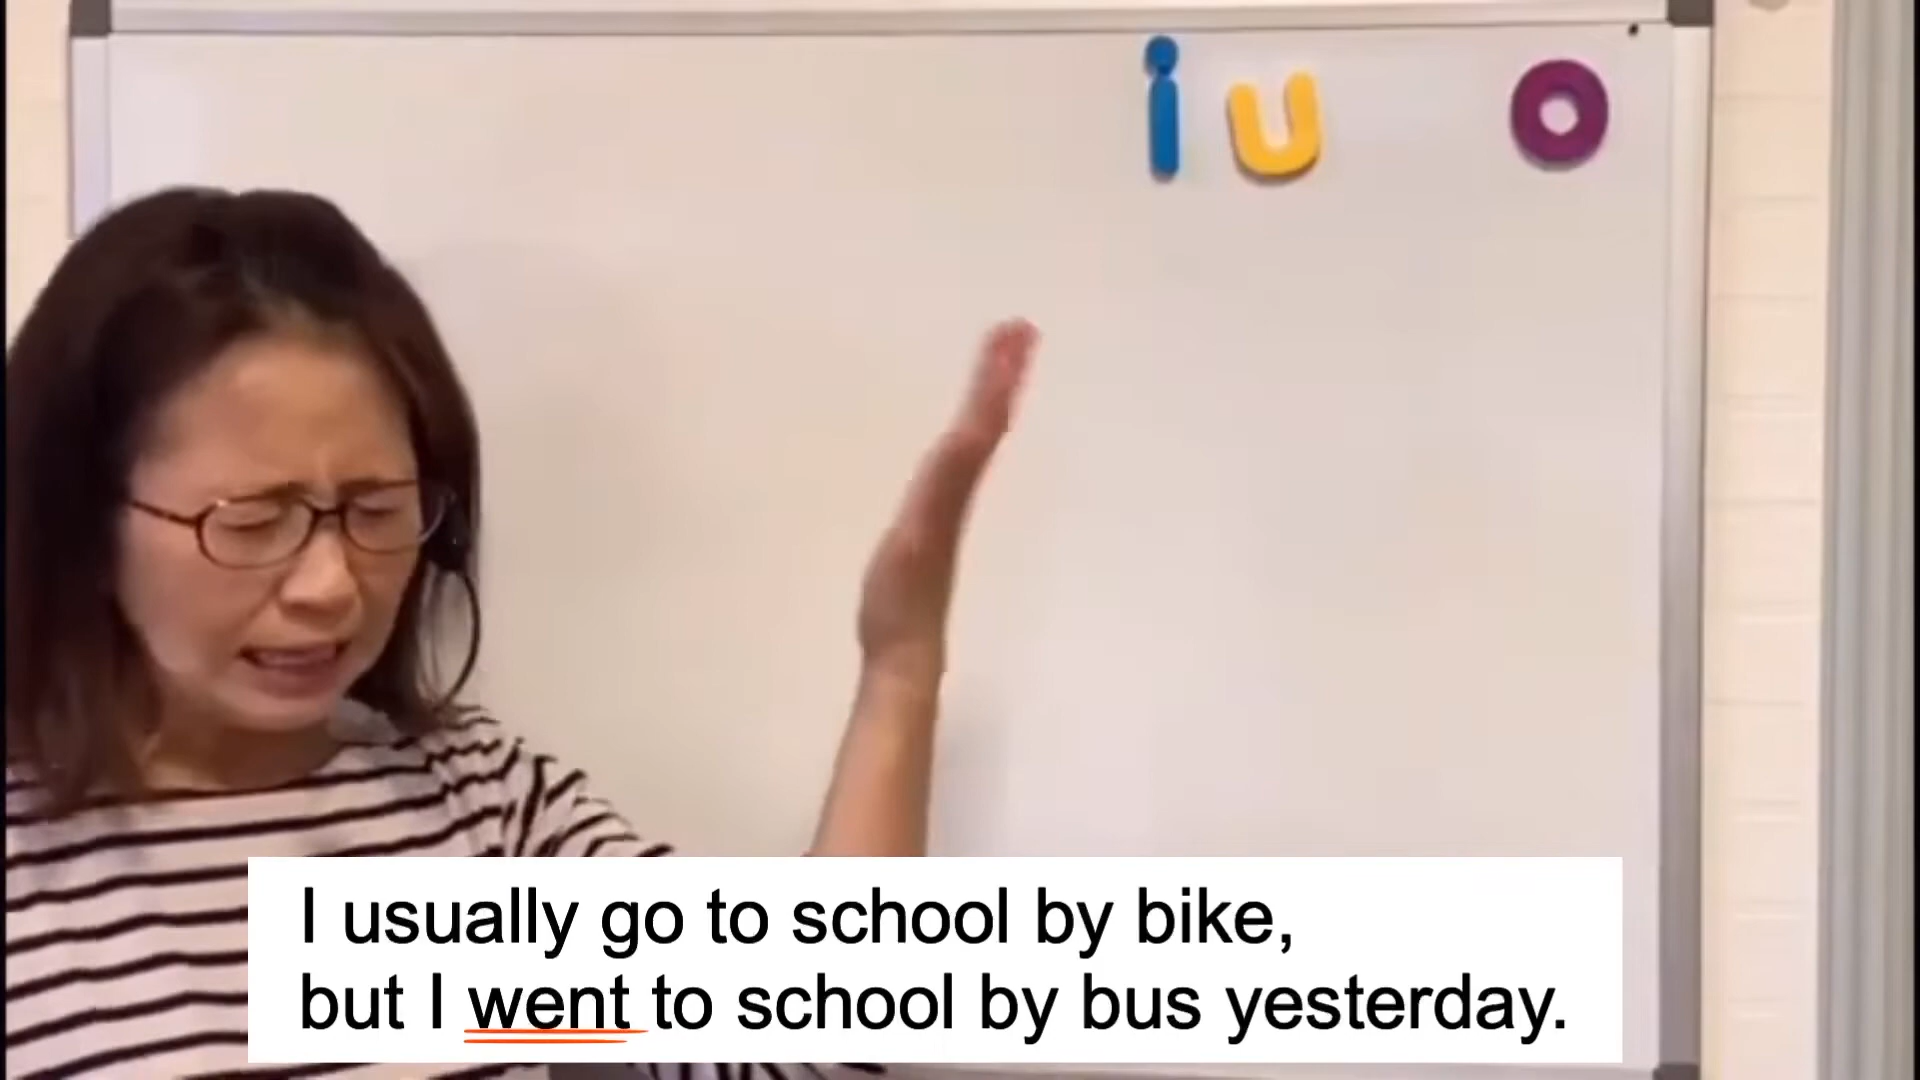 i u o
I usually go to school by bike,
but I went to school by bus yesterday.